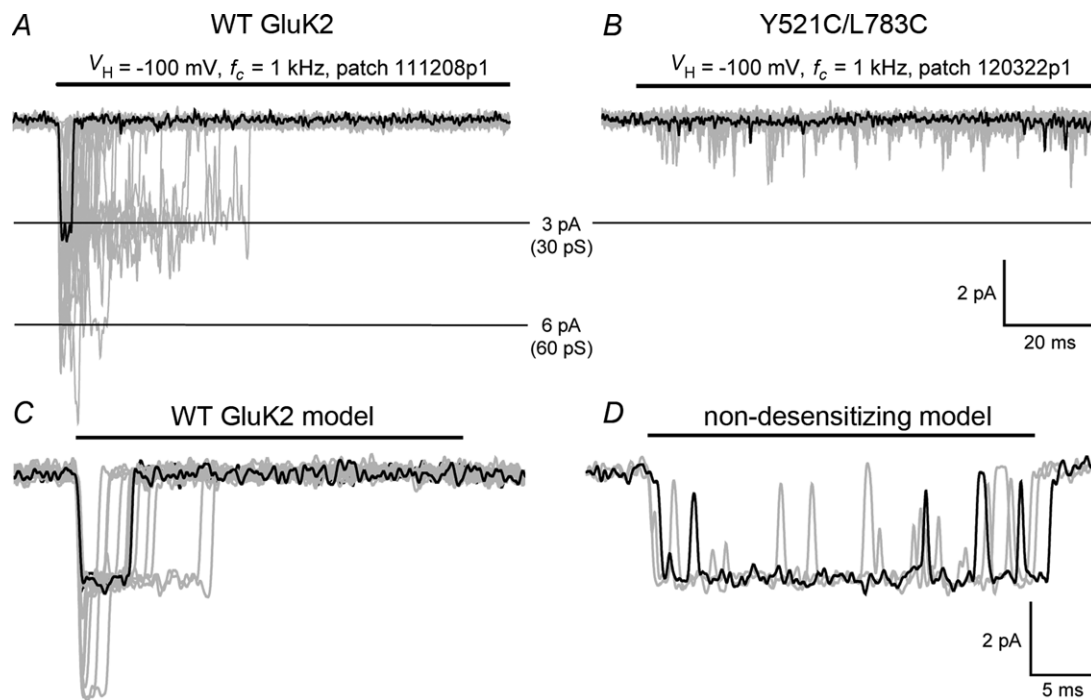 A
WT GluK2
V_H = -100 mV, f_c = 1 kHz, patch 111208p1
B
Y521C/L783C
V_H = -100 mV, f_c = 1 kHz, patch 120322p1
3 pA
(30 pS)
6 pA
(60 pS)
2 pA
20 ms
C
WT GluK2 model
D
non-desensitizing model
2 pA
5 ms